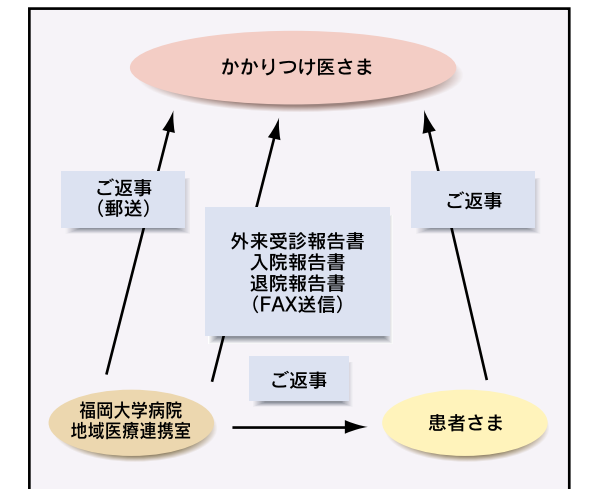 かかりつけ医さま
ご返事
（郵送）
ご返事
外来受診報告書
入院報告書
退院報告書
（FAX送信）
ご返事
福岡大学病院
地域医療連携室
患者さま